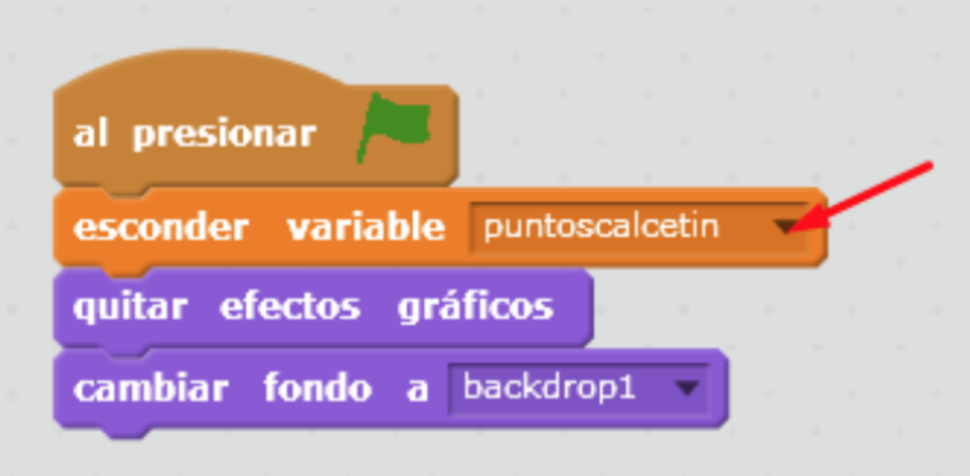 al presionar
esconder variable puntoscalcetin
quitar efectos gráficos
cambiar fondo a backdrop1